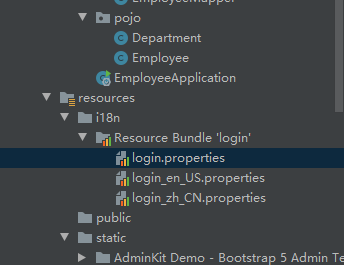 EmployeeMapper
pojo
Department
Employee
EmployeeApplication
resources
i18n
Resource Bundle 'login'
login.properties
login_en_US.properties
login_zh_CN.properties
public
static
AdminKit Demo - Bootstrap 5 Admin Te